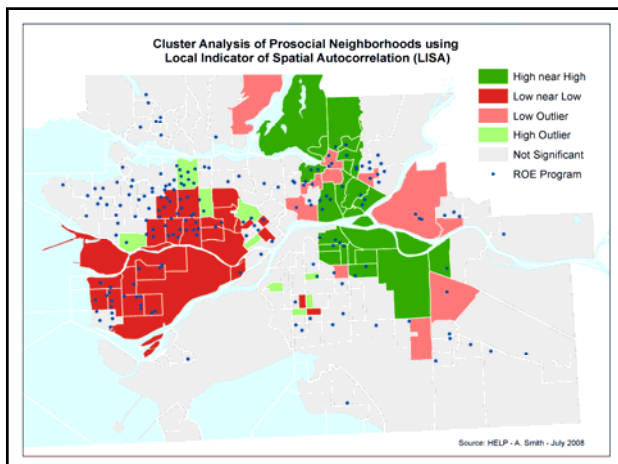 Cluster Analysis of Prosocial Neighborhoods using
Local Indicator of Spatial Autocorrelation (LISA)
High near High
Low near Low
Low Outlier
High Outlier
Not Significant
ROE Program
Source: HELP - A. Smith - July 2008